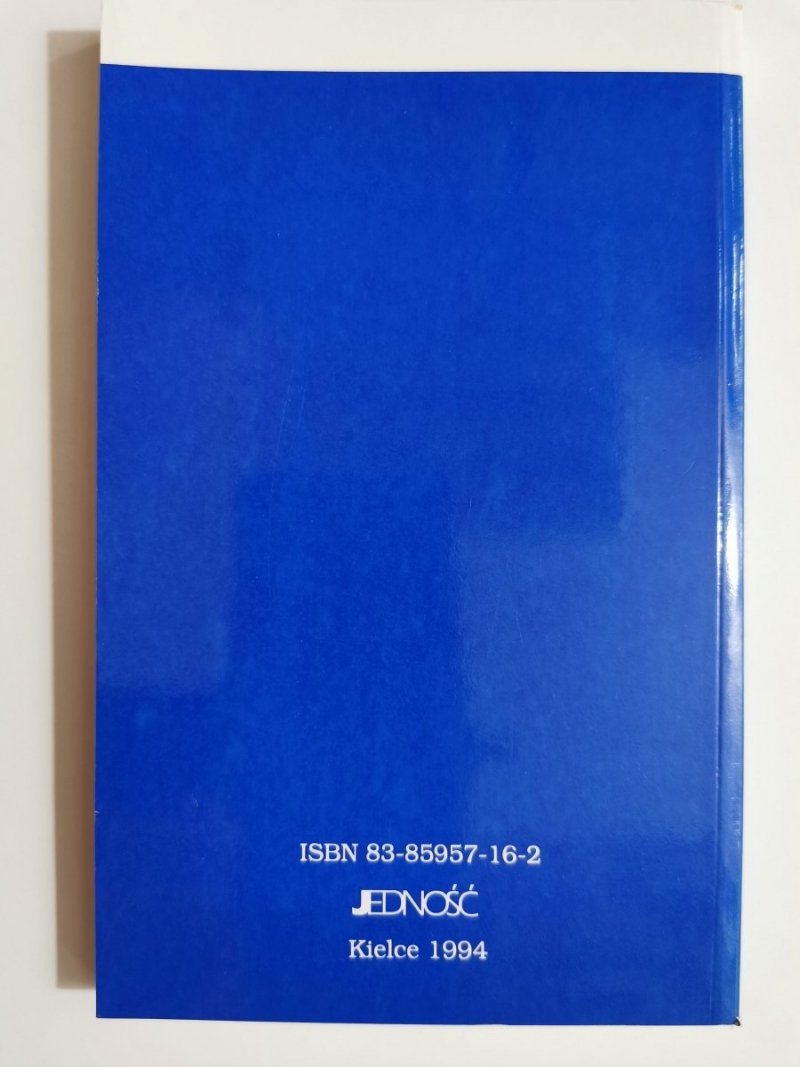 ISBN 83-85957-16-2
JEDNOŚĆ
Kielce 1994